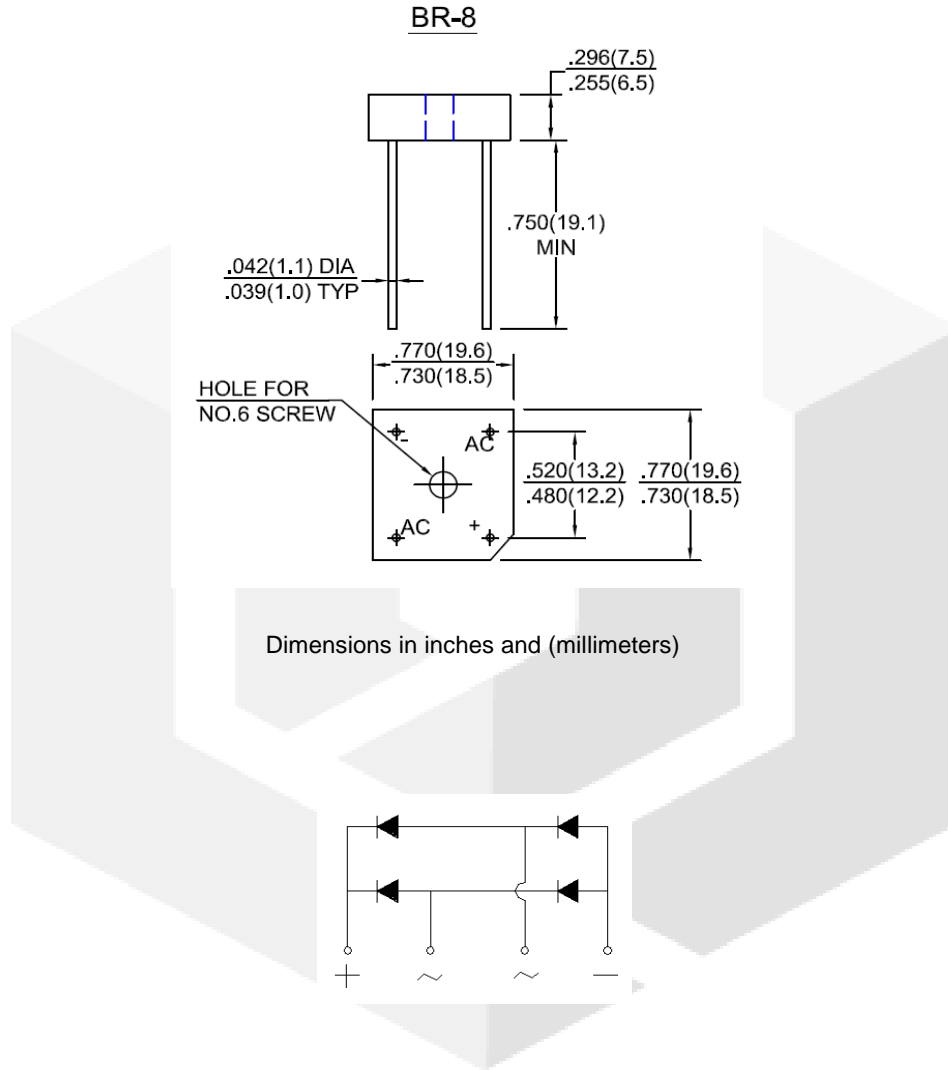 BR-8
.296(7.5)
.255(6.5)
.750(19.1)
MIN
.042(1.1) DIA
.039(1.0) TYP
.770(19.6)
.730(18.5)
HOLE FOR
NO.6 SCREW
- AC
.520(13.2) .770(19.6)
.480(12.2) .730(18.5)
AC +
Dimensions in inches and (millimeters)
+ ~ ~ —